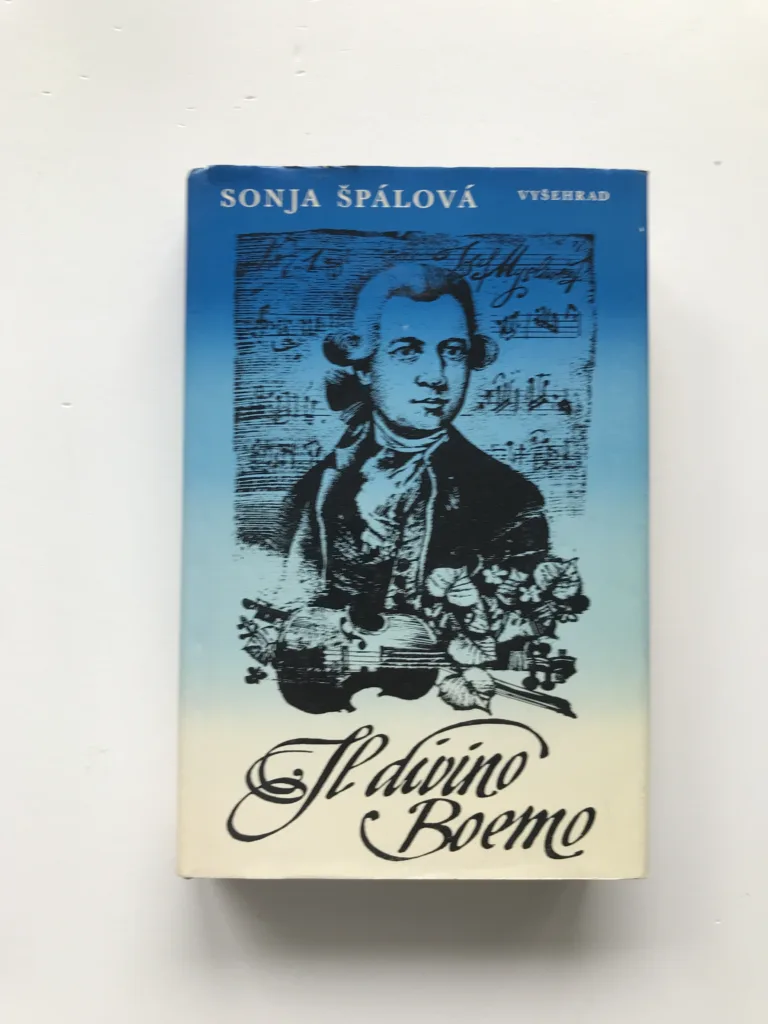 SONJA ŠPÁLOVÁ
VYŠEHRAD
Il divino
Boemo